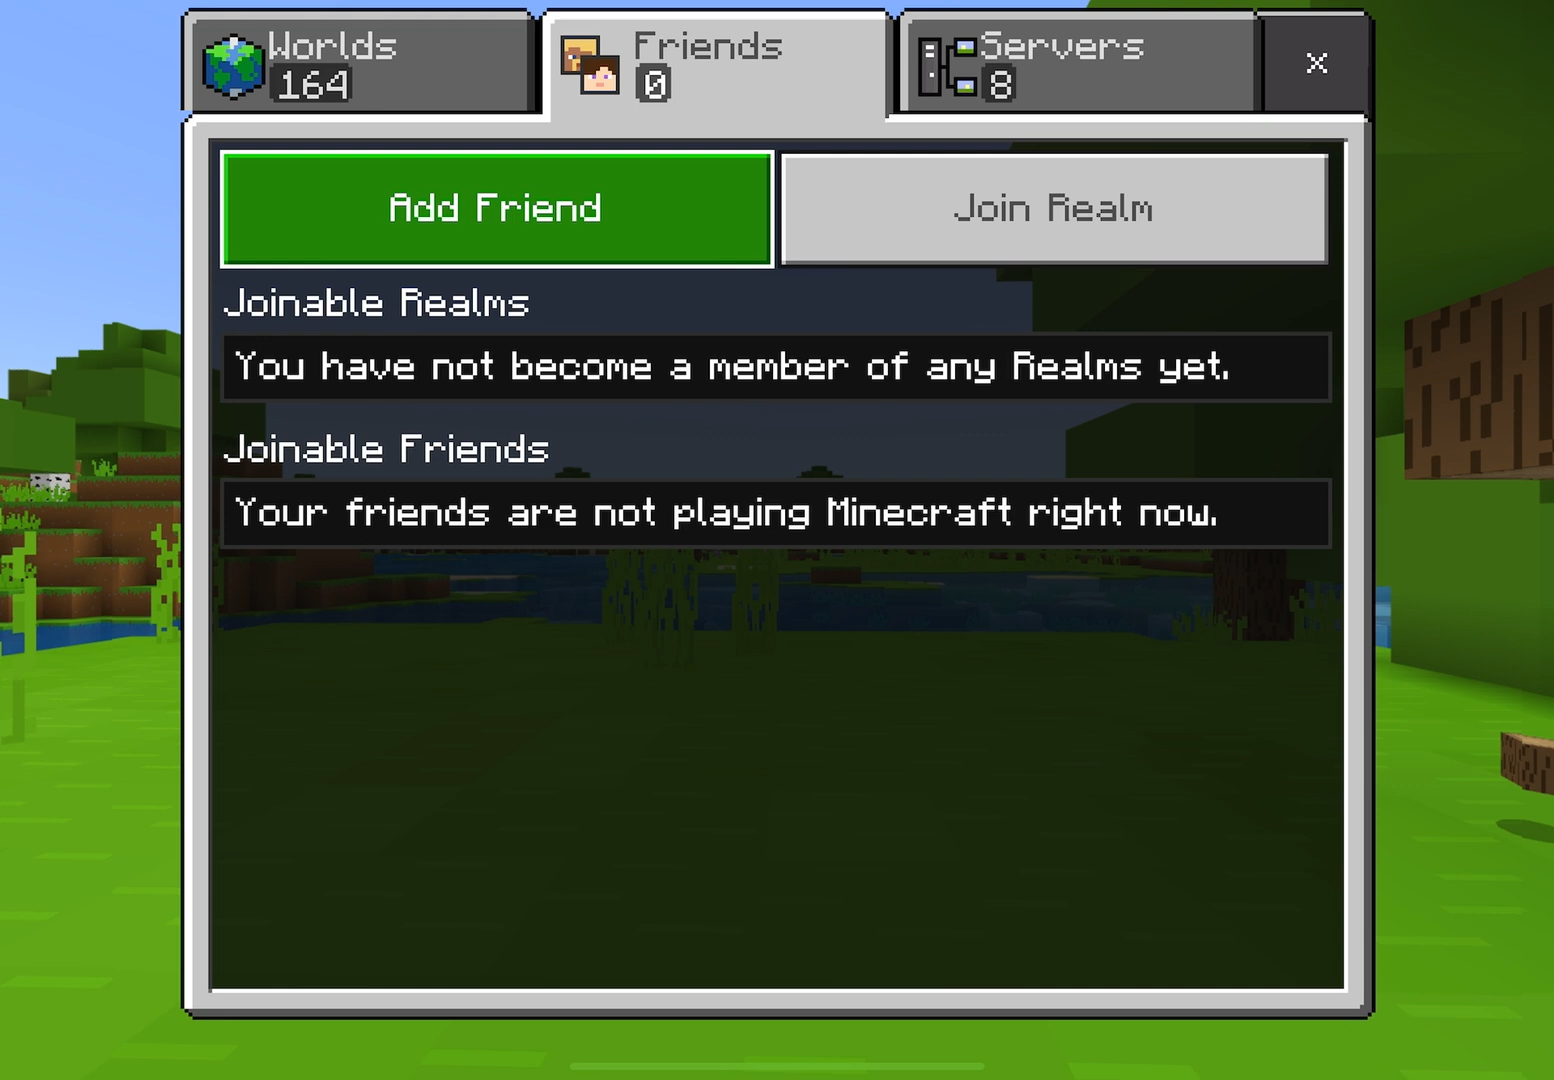 Worlds
164
Friends
0
Servers
8
x
Add Friend
Join Realm
Joinable Realms
You have not become a member of any Realms yet.
Joinable Friends
Your friends are not playing Minecraft right now.